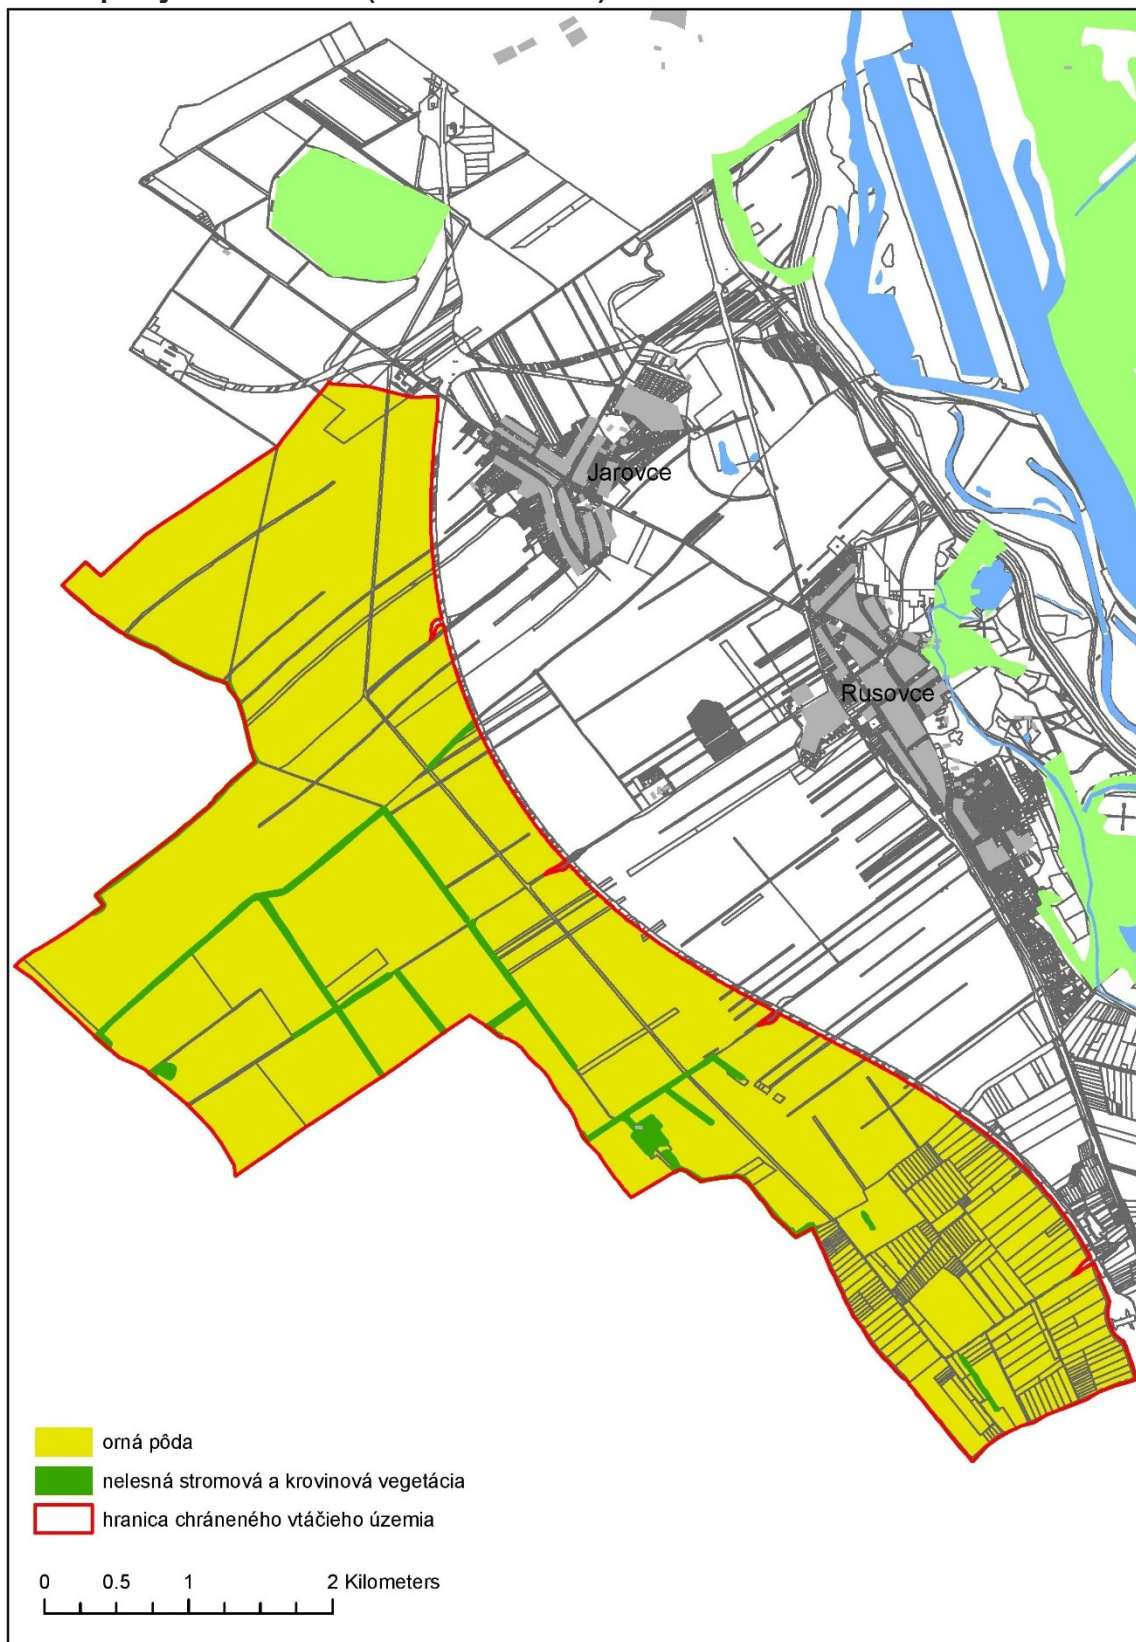 Jarovce
Rusovce
orná pôda
nelesná stromová a krovinová vegetácia
hranica chráneného vtáčieho územia
0 0.5 1 2 Kilometers